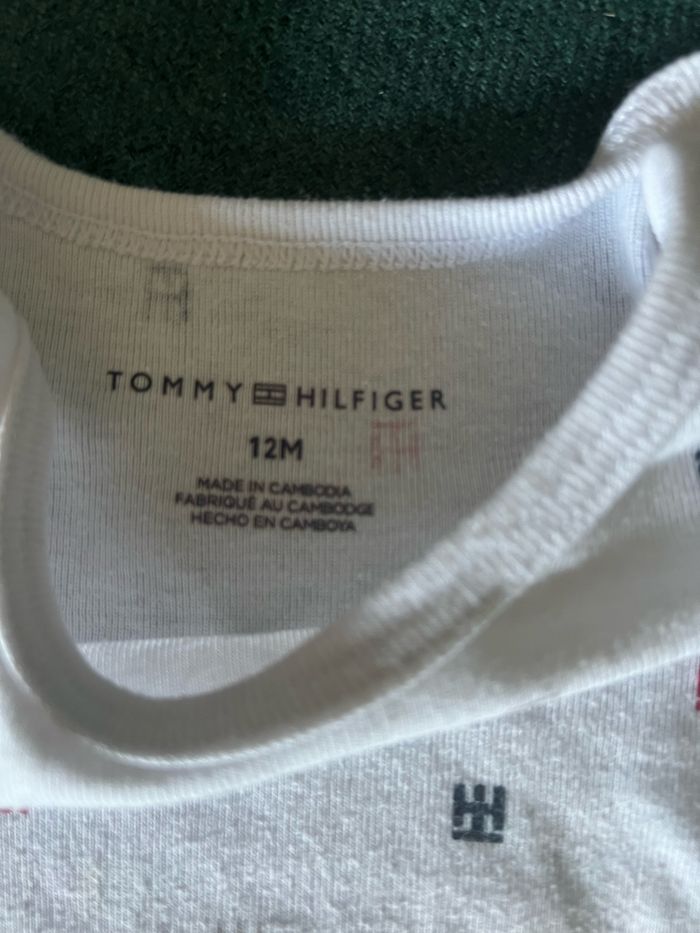 TOMMY HILFIGER
12M
MADE IN CAMBODIA
FABRIQUÉ AU CAMBODGE
HECHO EN CAMBOYA